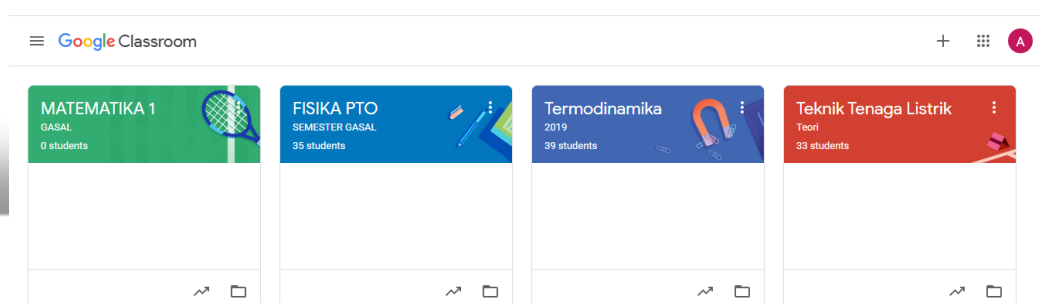 Google Classroom
A
MATEMATIKA 1
GASAL
0 students
FISIKA PTO
SEMESTER GASAL
35 students
Termodinamika
2019
39 students
Teknik Tenaga Listrik
Teori
33 students